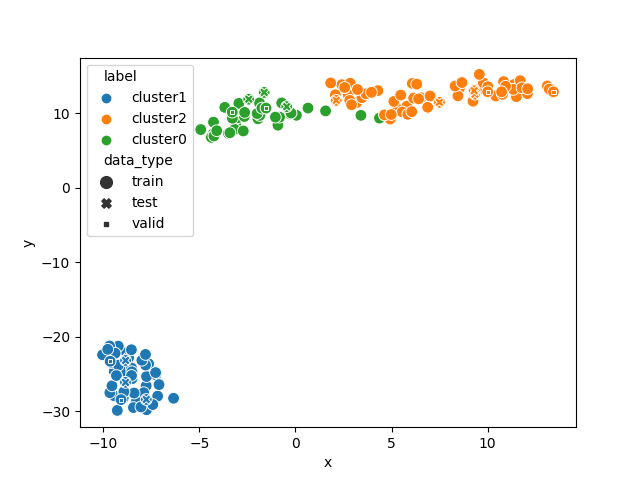 label
cluster1
cluster2
cluster0
data_type
train
test
valid
y
10
0
−10
−20
−30
−10
−5
0
5
10
x